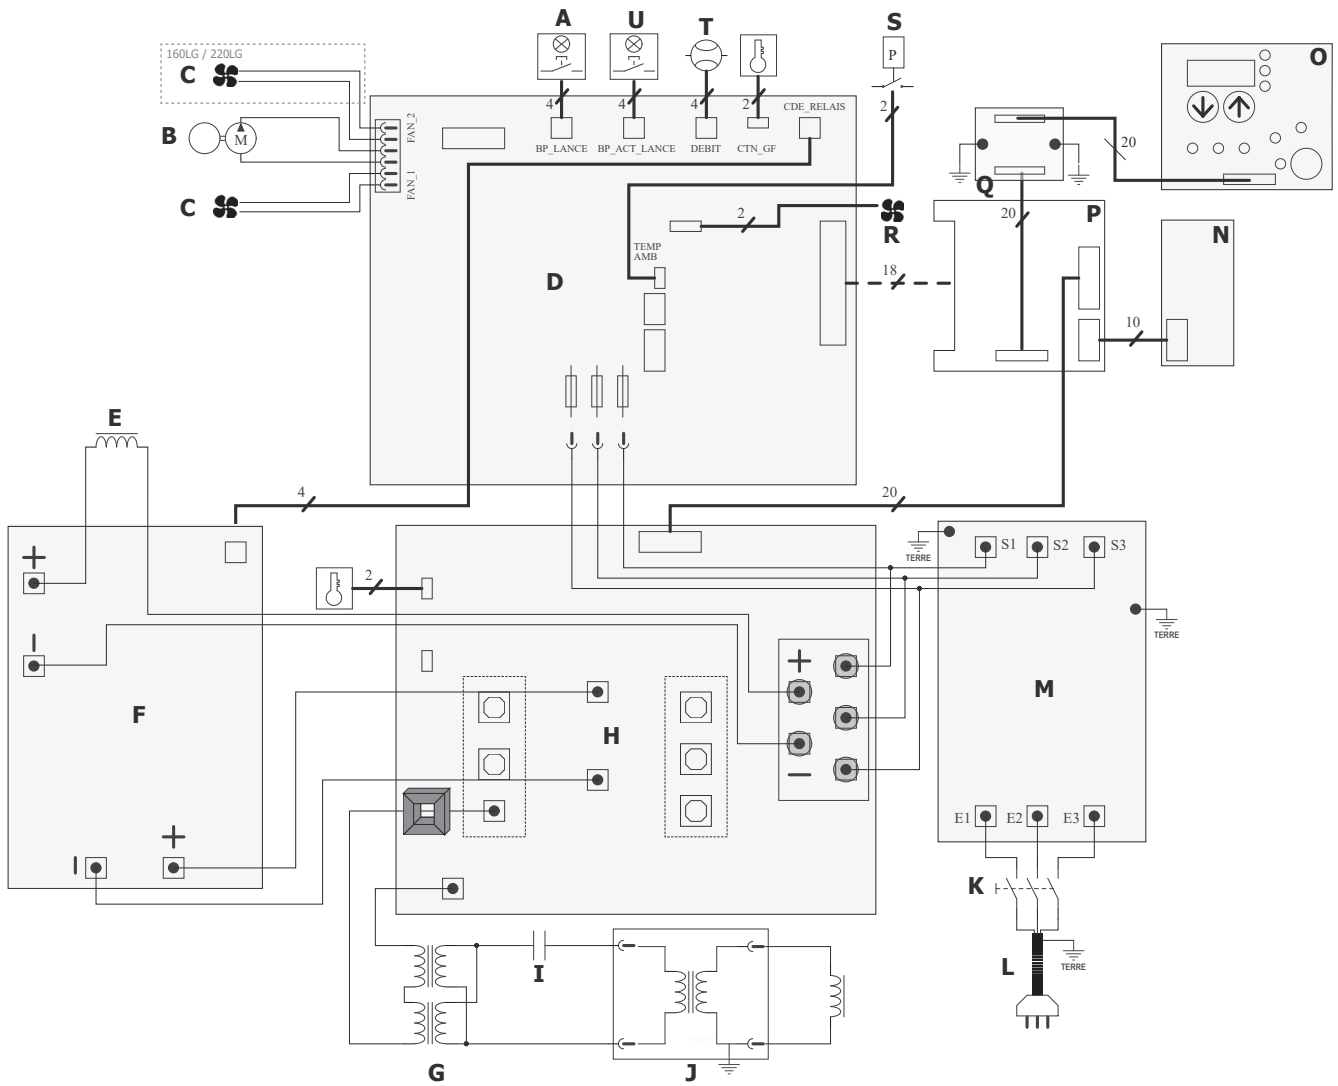 A
U
T
S
O
160LG / 220LG
C
P
4
4
4
2
2
CDE_RELAIS
B
M
FAN_2
20
BP_LANCE
BP_ACT_LANCE
DEBIT
CTN_GF
FAN_1
C
Q
20
P
2
R
N
TEMP
AMB
D
18
10
E
4
20
TERRE
S1
S2
S3
+
2
TERRE
+
M
F
H
E1
E2
E3
+
K
L
TERRE
I
G
J